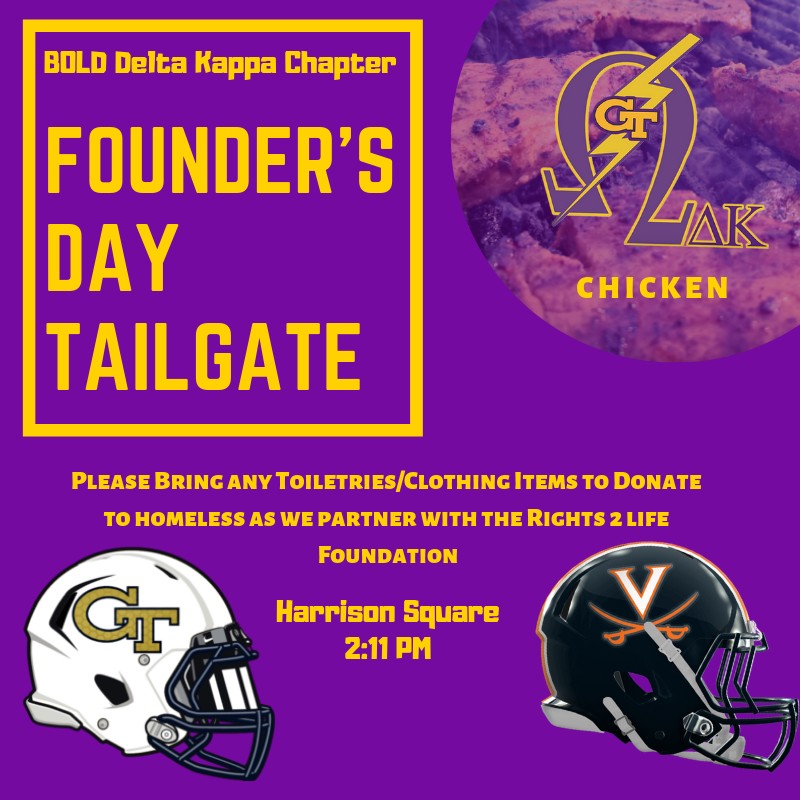 BOLD Delta Kappa Chapter
FOUNDER'S
DAY
TAILGATE
GT
ΩΔK
CHICKEN
Please Bring any Toiletries/Clothing Items to Donate
to homeless as we partner with the Rights 2 life
Foundation
Harrison Square
2:11 PM
GT
V